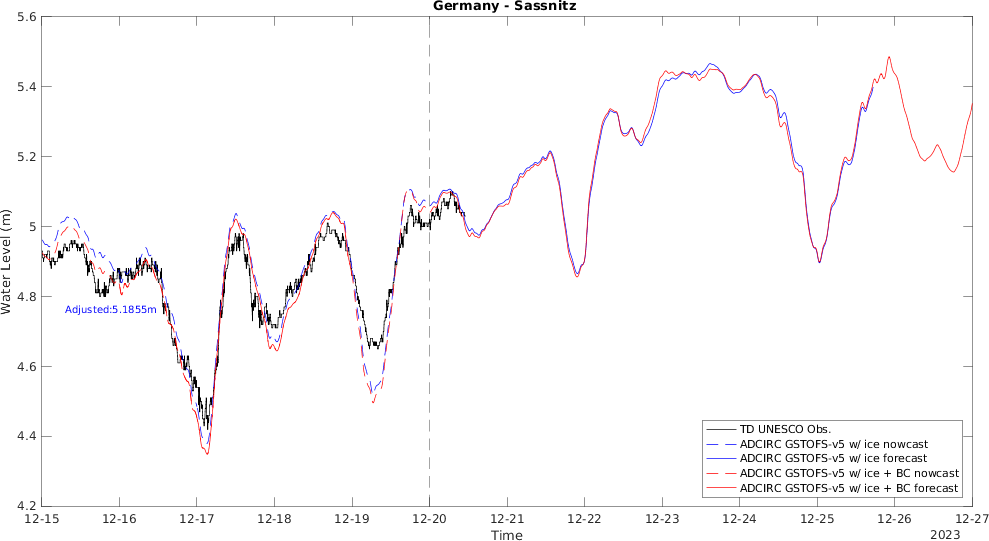 Germany - Sassnitz
5.6
5.4
5.2
5
4.8
4.6
4.4
4.2
Water Level (m)
Adjusted:5.1855m
TD UNESCO Obs.
ADCIRC GSTOFS-v5 w/ ice nowcast
ADCIRC GSTOFS-v5 w/ ice forecast
ADCIRC GSTOFS-v5 w/ ice + BC nowcast
ADCIRC GSTOFS-v5 w/ ice + BC forecast
12-15 12-16 12-17 12-18 12-19 12-20 12-21 12-22 12-23 12-24 12-25 12-26 12-27
Time
2023